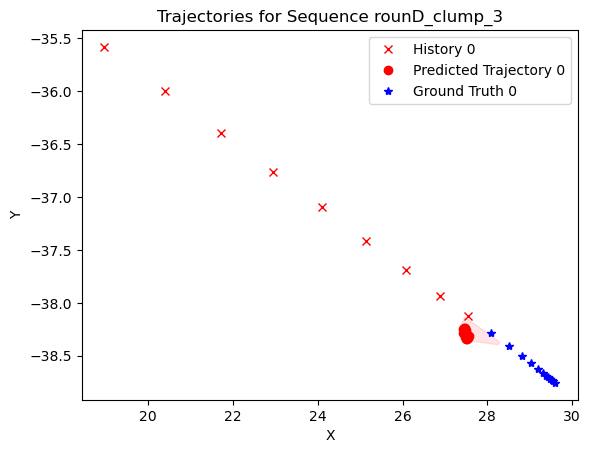 Trajectories for Sequence rounD_clump_3
History 0
Predicted Trajectory 0
Ground Truth 0
−35.5
−36.0
−36.5
−37.0
−37.5
−38.0
−38.5
Y
20 22 24 26 28 30
X